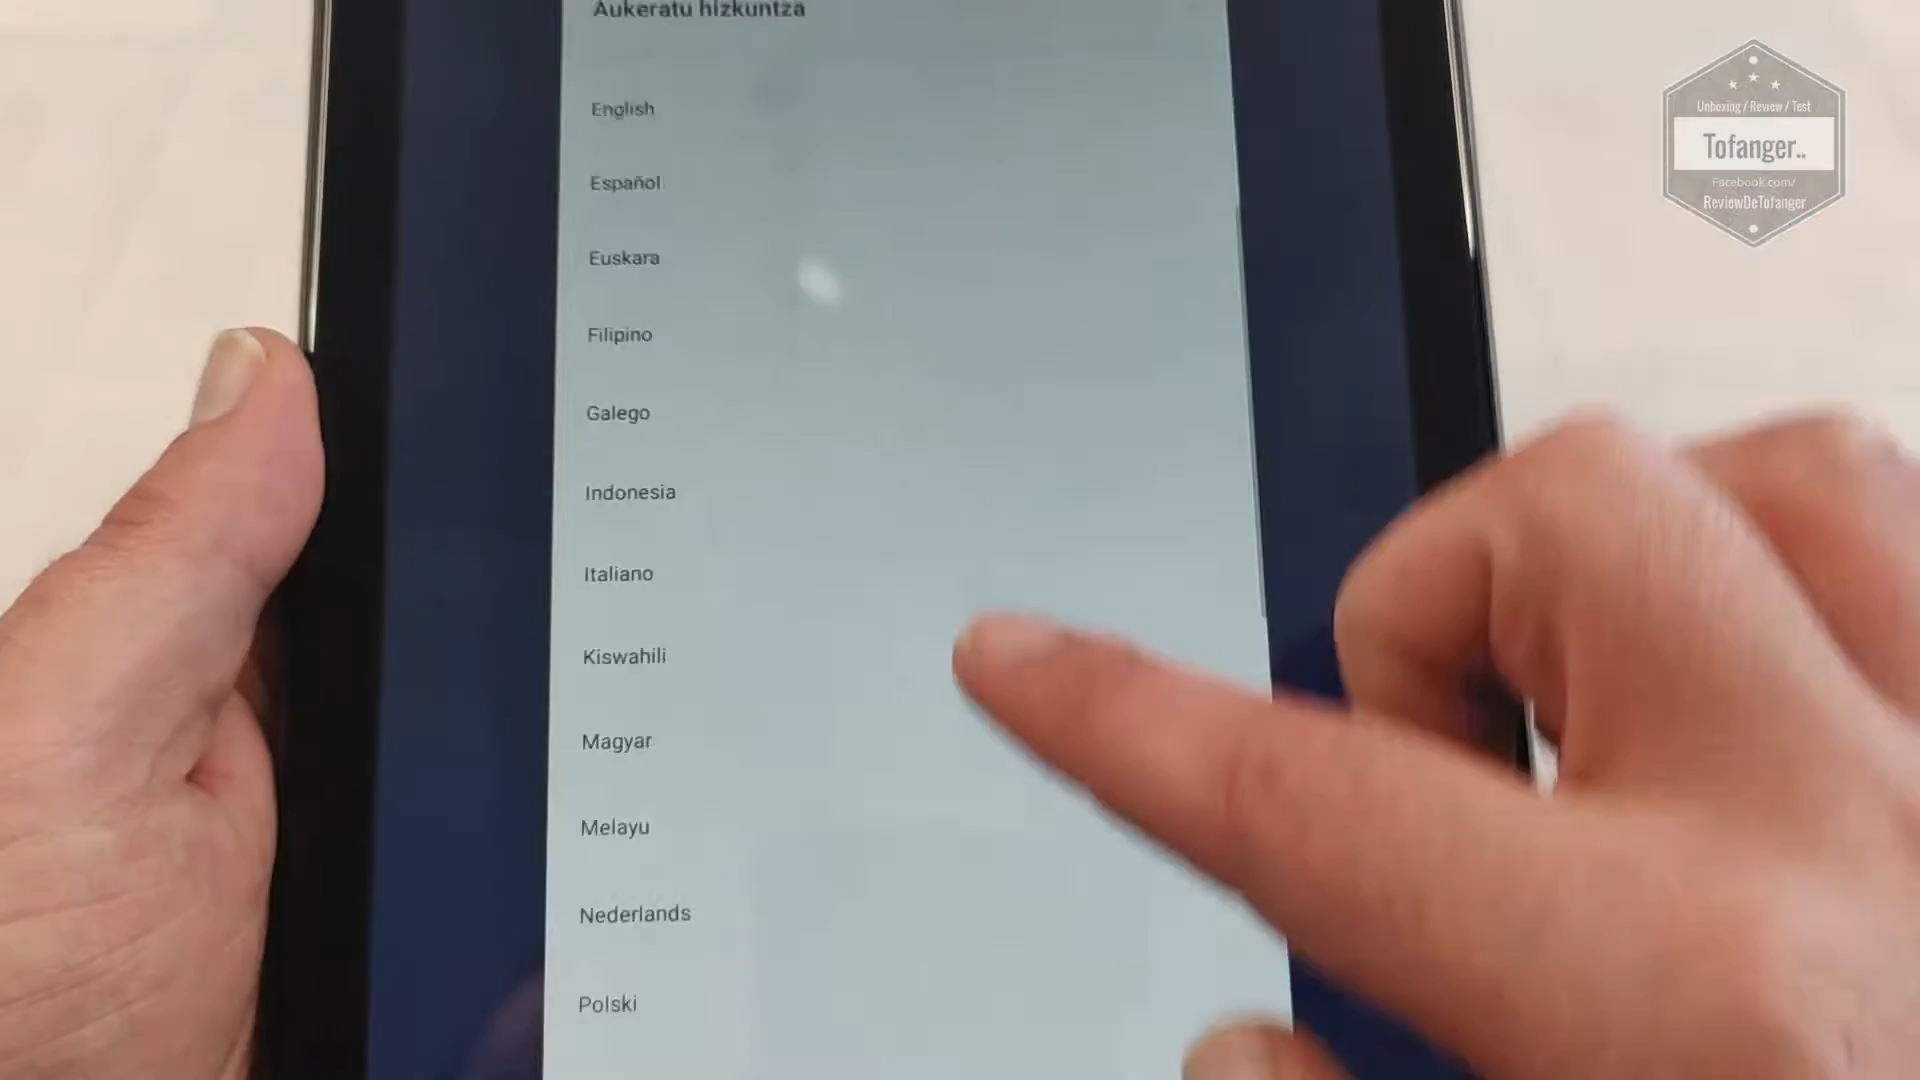 Aukeratu hizkuntza
English
Español
Euskara
Filipino
Galego
Indonesia
Italiano
Kiswahili
Magyar
Melayu
Nederlands
Polski
Unboxing / Review / Test
Tofanger..
Facebook.com/
ReviewDeTofanger